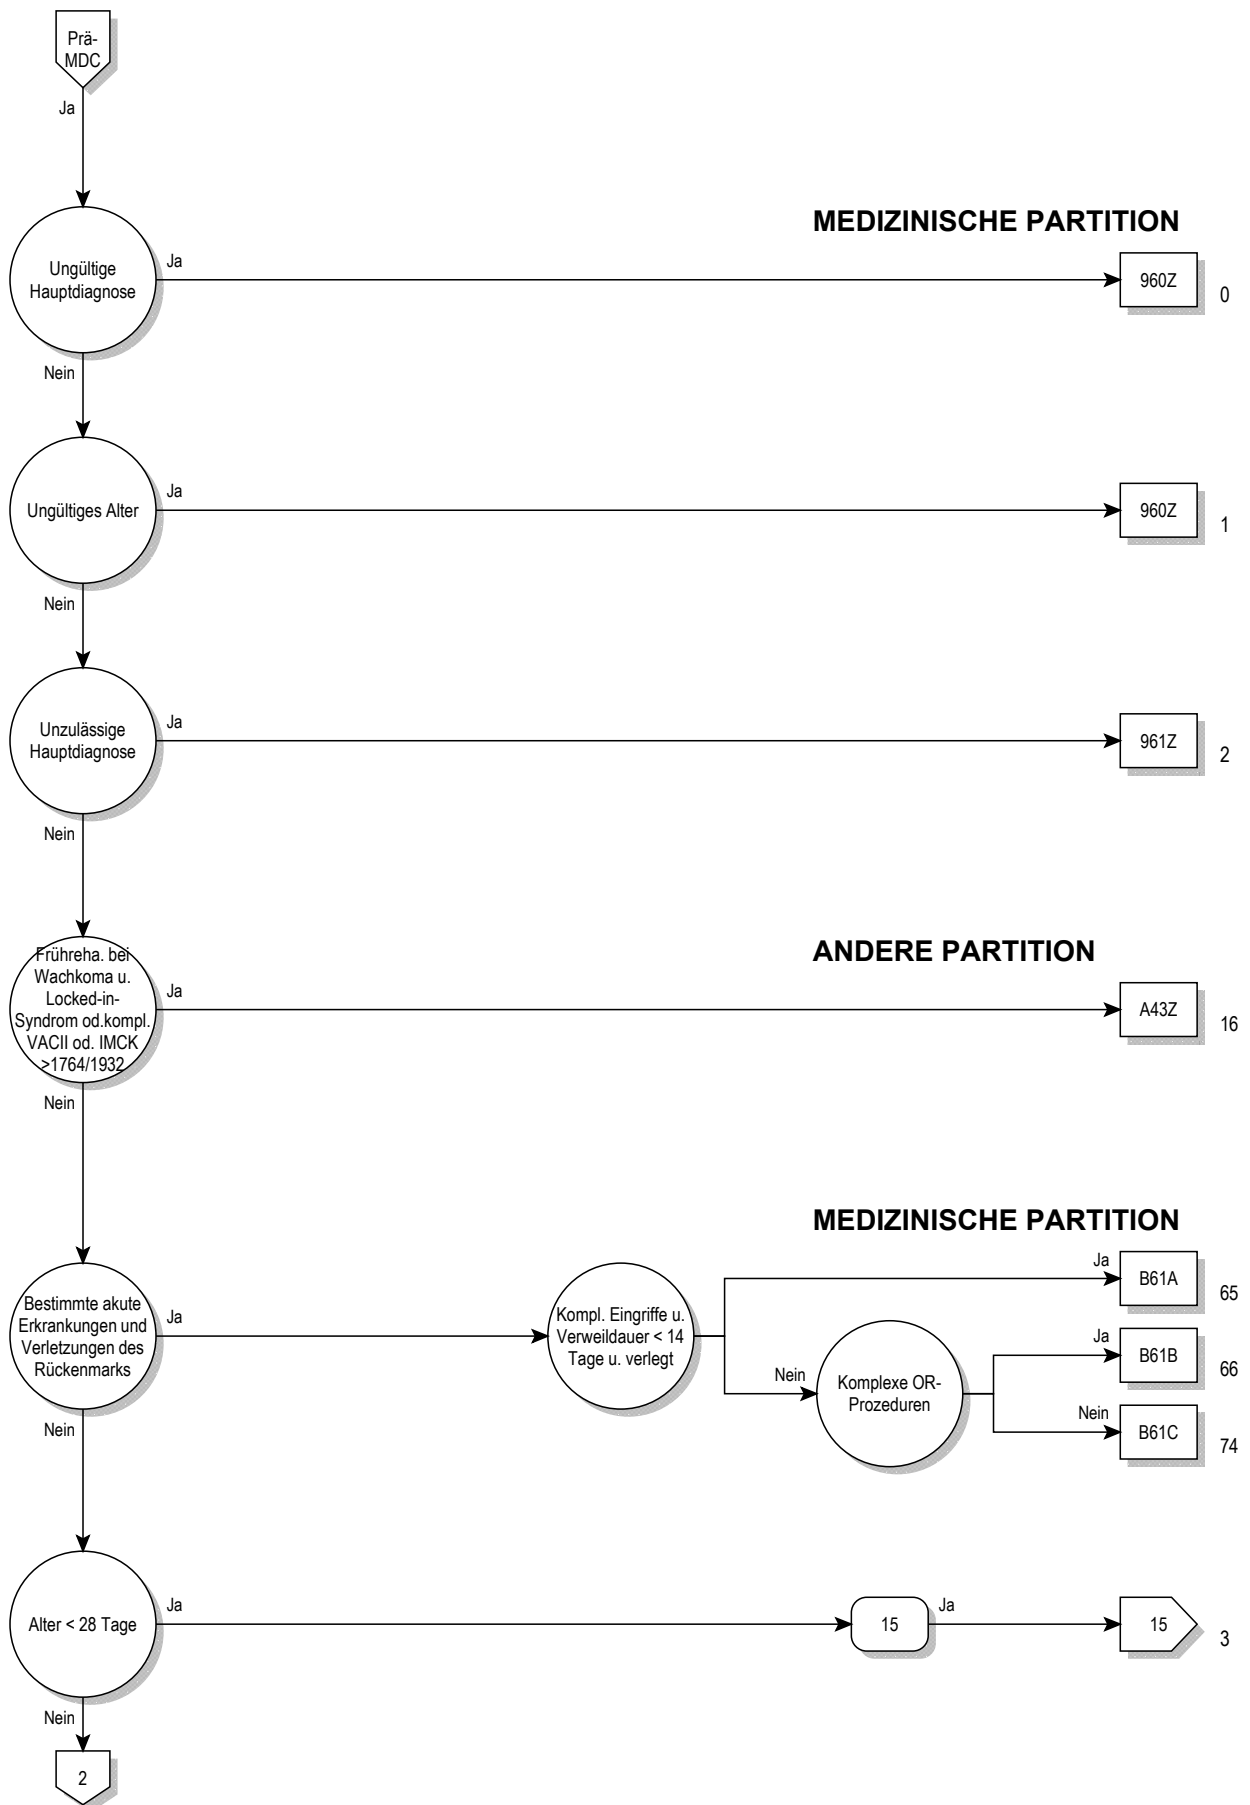 Prä-
MDC
Ja
MEDIZINISCHE PARTITION
Ungültige
Hauptdiagnose
Ja
960Z
0
Nein
Ungültiges Alter
Ja
960Z
1
Nein
Unzulässige
Hauptdiagnose
Ja
961Z
2
Nein
ANDERE PARTITION
Frühreha. bei
Wachkoma u.
Locked-in-
Syndrom od.kompl.
VACII od. IMCK
>1764/1932
Ja
A43Z
16
Nein
MEDIZINISCHE PARTITION
Bestimmte akute
Erkrankungen und
Verletzungen des
Rückenmarks
Ja
Kompl. Eingriffe u.
Verweildauer < 14
Tage u. verlegt
Ja
B61A
65
Nein
Komplexe OR-
Prozeduren
Ja
B61B
66
Nein
B61C
74
Nein
Alter < 28 Tage
Ja
15
Ja
15
3
Nein
2